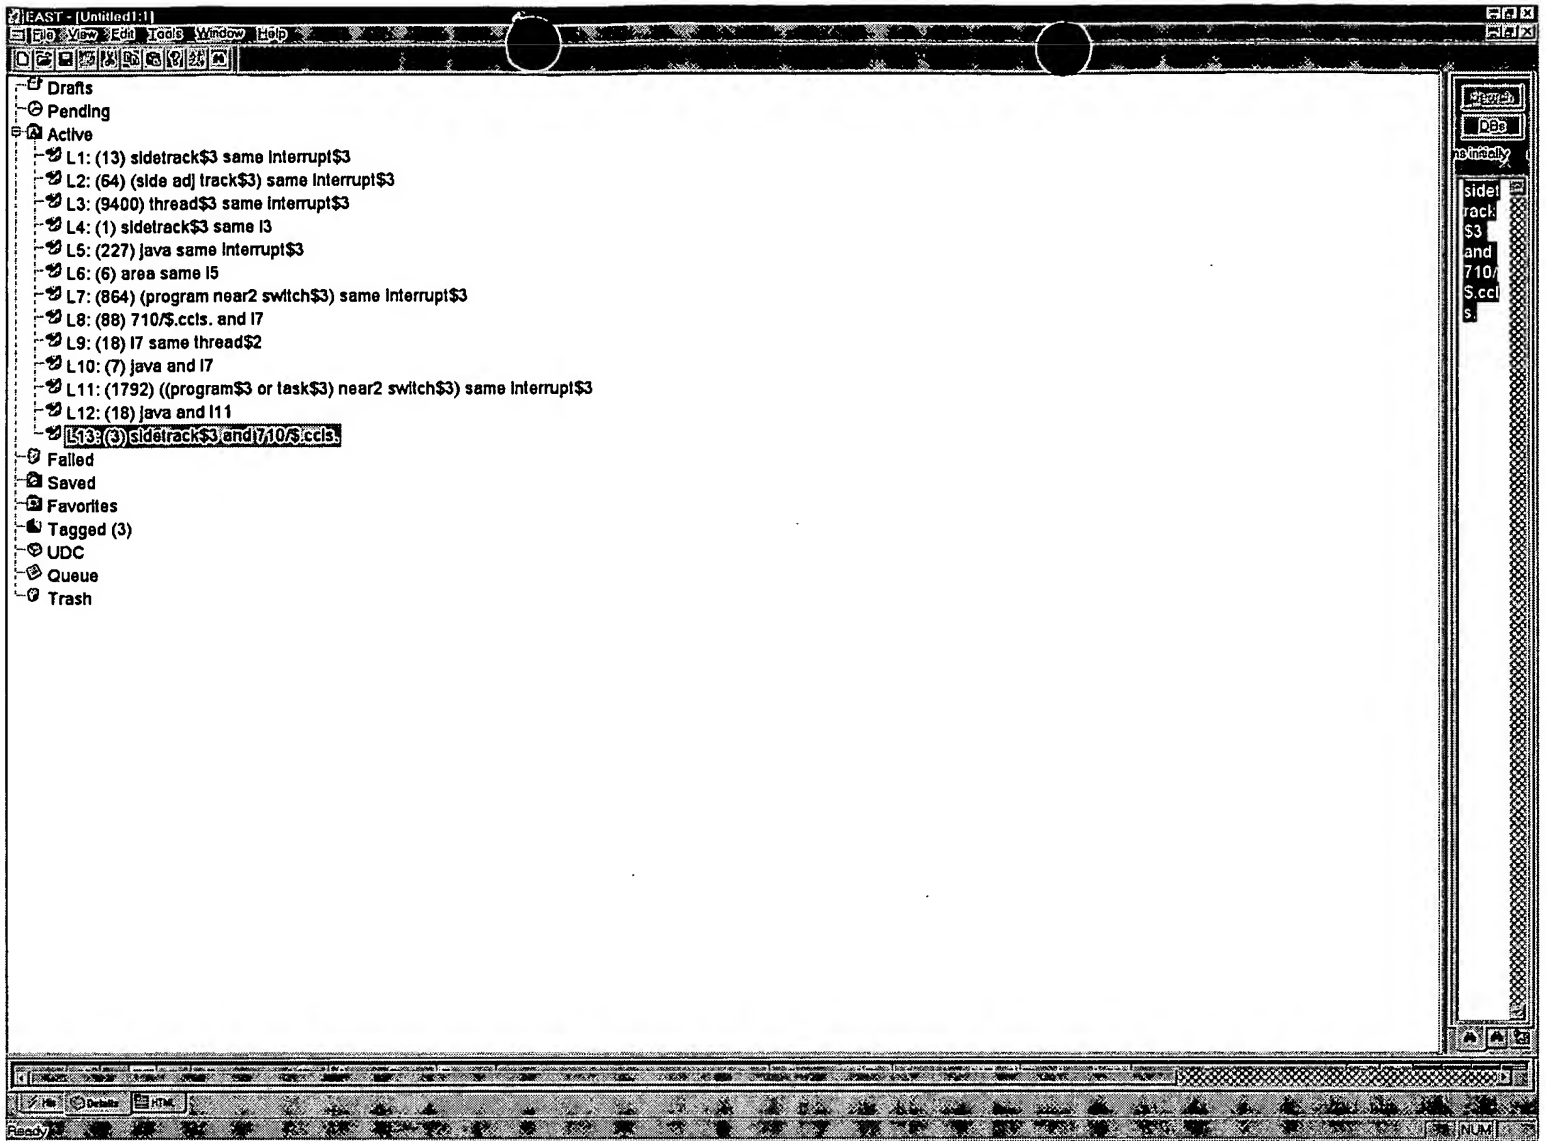 EAST - [Untitled1:1]
File View Edit Tools Window Help
Drafts
Pending
Active
L1: (13) sidetrack$3 same interrupt$3
L2: (64) (side adj track$3) same interrupt$3
L3: (9400) thread$3 same interrupt$3
L4: (1) sidetrack$3 same l3
L5: (227) java same interrupt$3
L6: (6) area same l5
L7: (864) (program near2 switch$3) same interrupt$3
L8: (88) 710/$.ccls. and l7
L9: (18) l7 same thread$2
L10: (7) java and l7
L11: (1792) ((program$3 or task$3) near2 switch$3) same interrupt$3
L12: (18) java and l11
L13: (3) sidetrack$3 and 710/$.ccls.
Failed
Saved
Favorites
Tagged (3)
UDC
Queue
Trash
Search
DBs
ns initially
sidet
rack
$3
and
710/
$.ccl
s.
Details
HTML
Ready
NUM